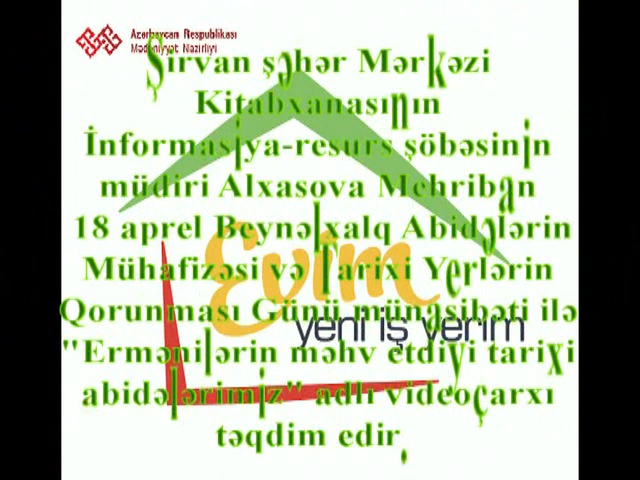 Azərbaycan Respublikası
Mədəniyyət Nazirliyi
Şirvan şəhər Mərkəzi
Kitabxanasının
İnformasiya-resurs şöbəsinin
müdiri Alxasova Mehriban
18 aprel Beynəlxalq Abidələrin
Mühafizəsi və Tarixi Yerlərin
Qorunması Günü münasibəti ilə
"Ermənilərin məhv etdiyi tarixi
abidələrimiz" adlı videoçarxı
təqdim edir.
Evim
yeni iş yerim